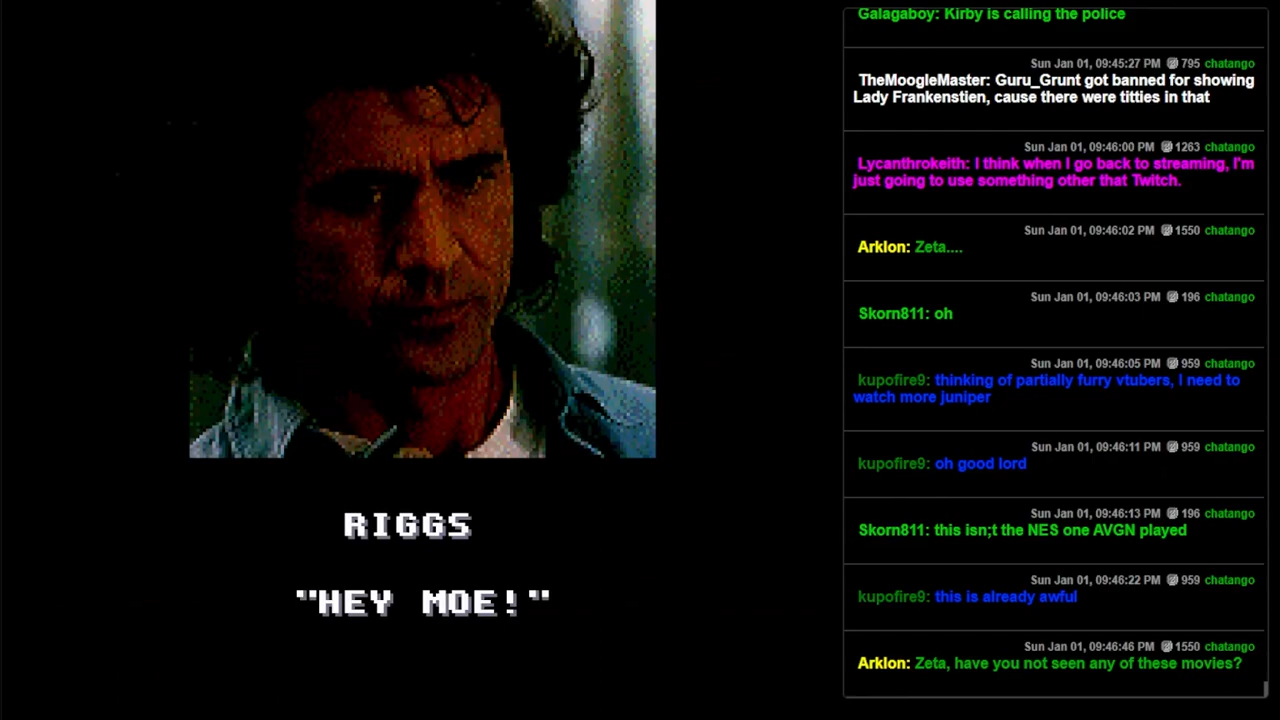 RIGGS
"HEY MOE!"
Galagaboy: Kirby is calling the police
Sun Jan 01, 09:45:27 PM 795 chatango
TheMoogleMaster: Guru_Grunt got banned for showing
Lady Frankenstien, cause there were titties in that
Sun Jan 01, 09:46:00 PM 1263 chatango
Lycanthrokeith: I think when I go back to streaming, I'm
just going to use something other that Twitch.
Sun Jan 01, 09:46:02 PM 1550 chatango
Arklon: Zeta....
Sun Jan 01, 09:46:03 PM 196 chatango
Skorn811: oh
Sun Jan 01, 09:46:05 PM 959 chatango
kupofire9: thinking of partially furry vtubers, I need to
watch more juniper
Sun Jan 01, 09:46:11 PM 959 chatango
kupofire9: oh good lord
Sun Jan 01, 09:46:13 PM 196 chatango
Skorn811: this isn;t the NES one AVGN played
Sun Jan 01, 09:46:22 PM 959 chatango
kupofire9: this is already awful
Sun Jan 01, 09:46:46 PM 1550 chatango
Arklon: Zeta, have you not seen any of these movies?